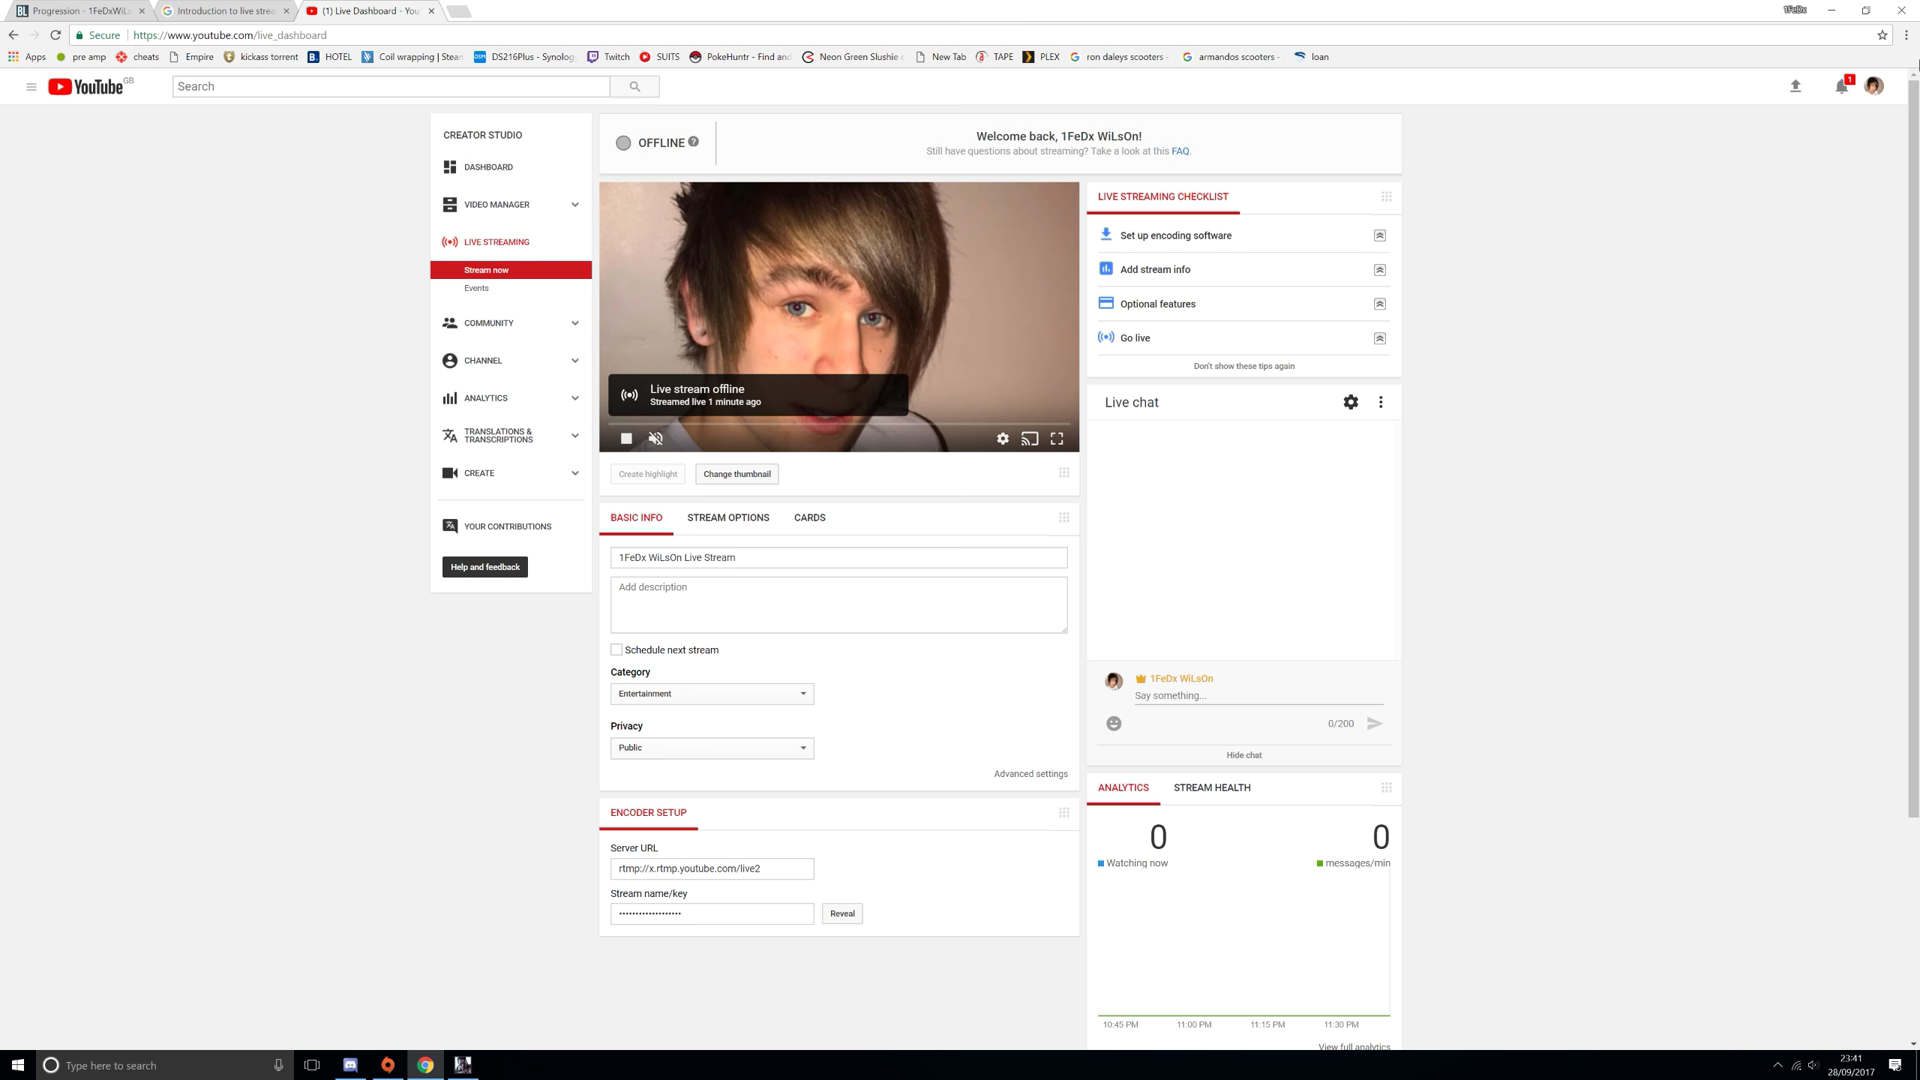 Progression - 1FeDxWiL
Introduction to live strea
(1) Live Dashboard - You
1FeDx
Secure
https://www.youtube.com/live_dashboard
Apps
pre amp
cheats
Empire
kickass torrent
HOTEL
Coil wrapping | Stean
DS216Plus - Synolog
Twitch
SUITS
PokeHuntr - Find and
Neon Green Slushie
New Tab
TAPE
PLEX
ron daleys scooters -
armandos scooters -
loan
YouTube GB
Search
1
CREATOR STUDIO
DASHBOARD
VIDEO MANAGER
LIVE STREAMING
Stream now
Events
COMMUNITY
CHANNEL
ANALYTICS
TRANSLATIONS &
TRANSCRIPTIONS
CREATE
YOUR CONTRIBUTIONS
Help and feedback
OFFLINE ?
Welcome back, 1FeDx WiLsOn!
Still have questions about streaming? Take a look at this FAQ.
Live stream offline
Streamed live 1 minute ago
Create highlight
Change thumbnail
BASIC INFO
STREAM OPTIONS
CARDS
1FeDx WiLsOn Live Stream
Add description
Schedule next stream
Category
Entertainment
Privacy
Public
Advanced settings
ENCODER SETUP
Server URL
rtmp://x.rtmp.youtube.com/live2
Stream name/key
•••••••••••••••••••
Reveal
LIVE STREAMING CHECKLIST
Set up encoding software
Add stream info
Optional features
Go live
Don't show these tips again
Live chat
1FeDx WiLsOn
Say something...
0/200
Hide chat
ANALYTICS
STREAM HEALTH
0
0
Watching now
messages/min
10:45 PM
11:00 PM
11:15 PM
11:30 PM
View full analytics
Type here to search
23:41
28/09/2017